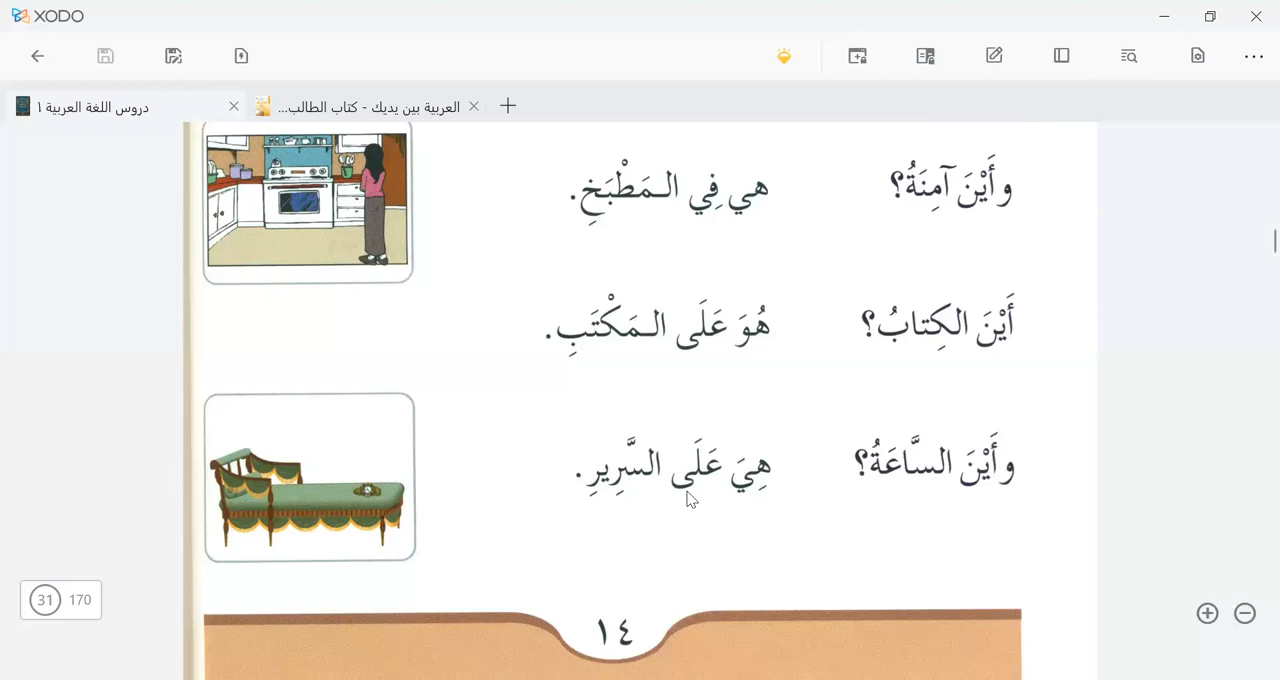 XODO
دروس اللغة العربية ١
العربية بين يديك - كتاب الطالب...
وأَيْنَ آمِنَةُ؟ هي فِي الـمَطْبَخِ.
أَيْنَ الكِتابُ؟ هُوَ عَلَى الـمَكْتَبِ.
وأَيْنَ السَّاعَةُ؟ هِيَ عَلَى السَّرِيرِ.
31 170
١٤